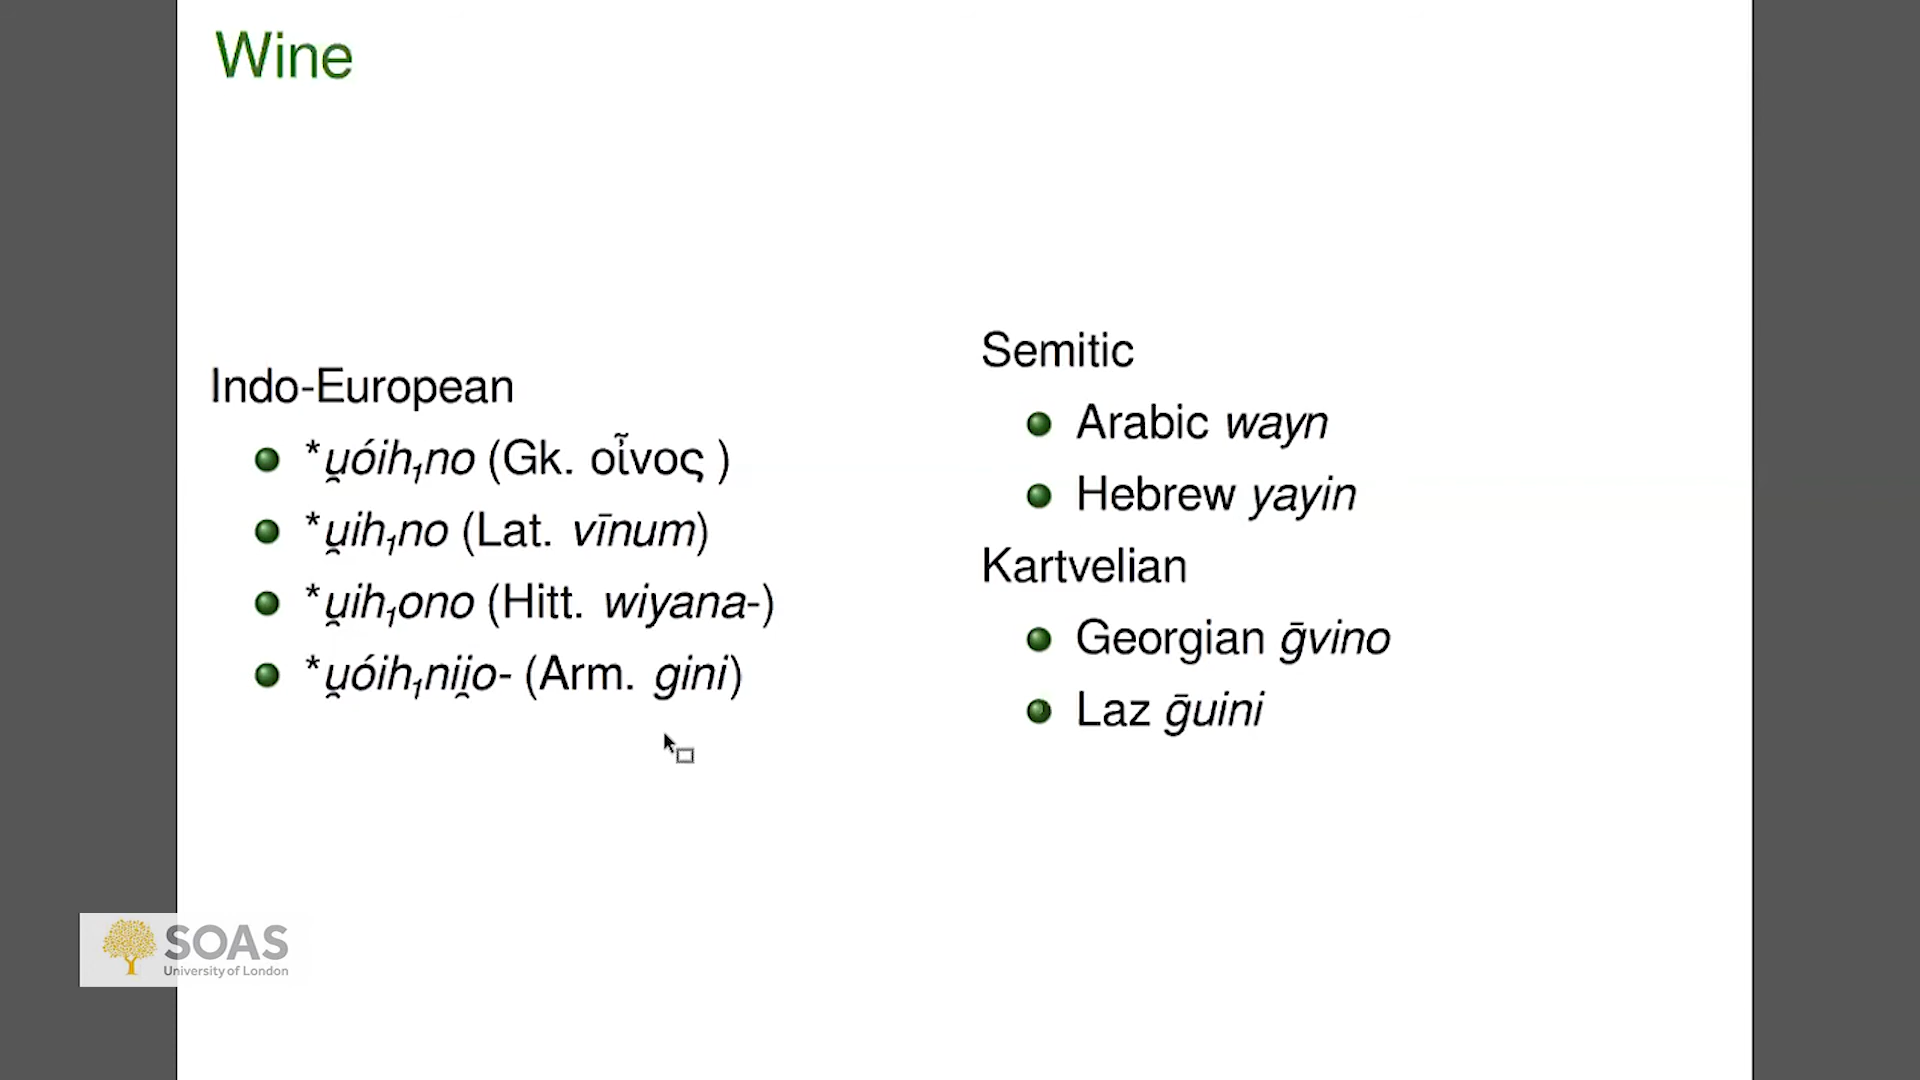 Wine
Indo-European
*u̯óih₁no (Gk. οἶνος )
*u̯ih₁no (Lat. vīnum)
*u̯ih₁ono (Hitt. wiyana-)
*u̯óih₁nii̯o- (Arm. gini)
Semitic
Arabic wayn
Hebrew yayin
Kartvelian
Georgian ḡvino
Laz ḡuini
SOAS
University of London